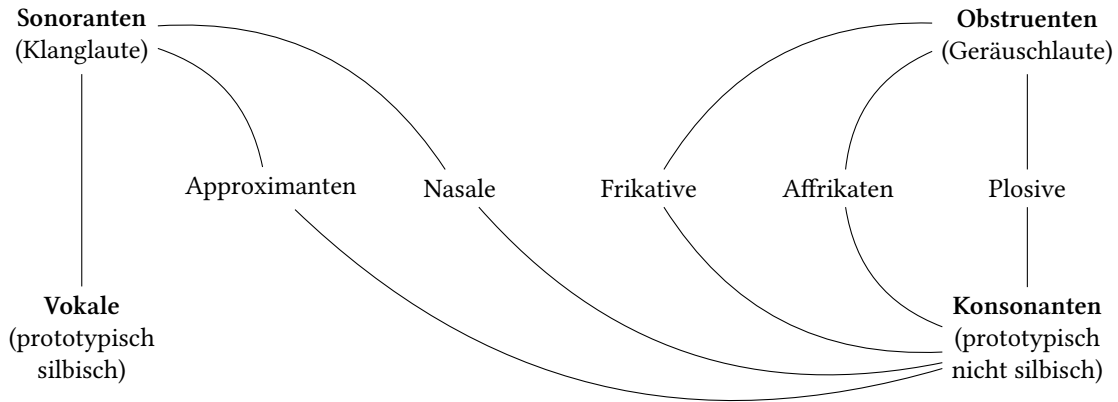 Sonoranten
(Klanglaute)
Obstruenten
(Geräuschlaute)
Approximanten
Nasale
Frikative
Affrikaten
Plosive
Vokale
(prototypisch
silbisch)
Konsonanten
(prototypisch
nicht silbisch)